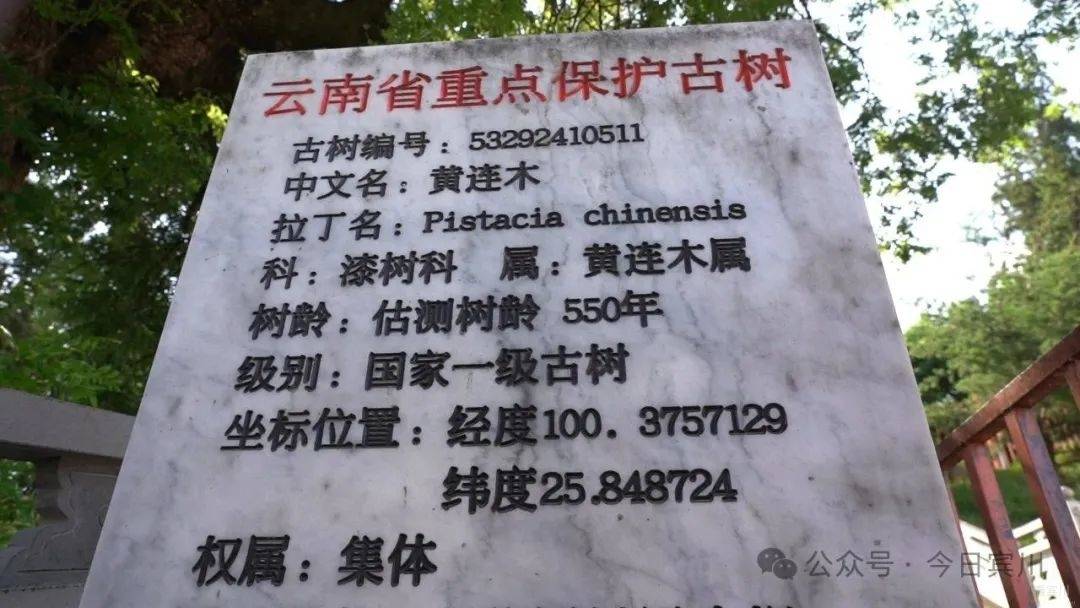 云南省重点保护古树
古树编号：53292410511
中文名：黄连木
拉丁名：Pistacia chinensis
科：漆树科 属：黄连木属
树龄：估测树龄 550年
级别：国家一级古树
坐标位置：经度100.3757129
纬度25.848724
权属：集体
公众号·今日宾川